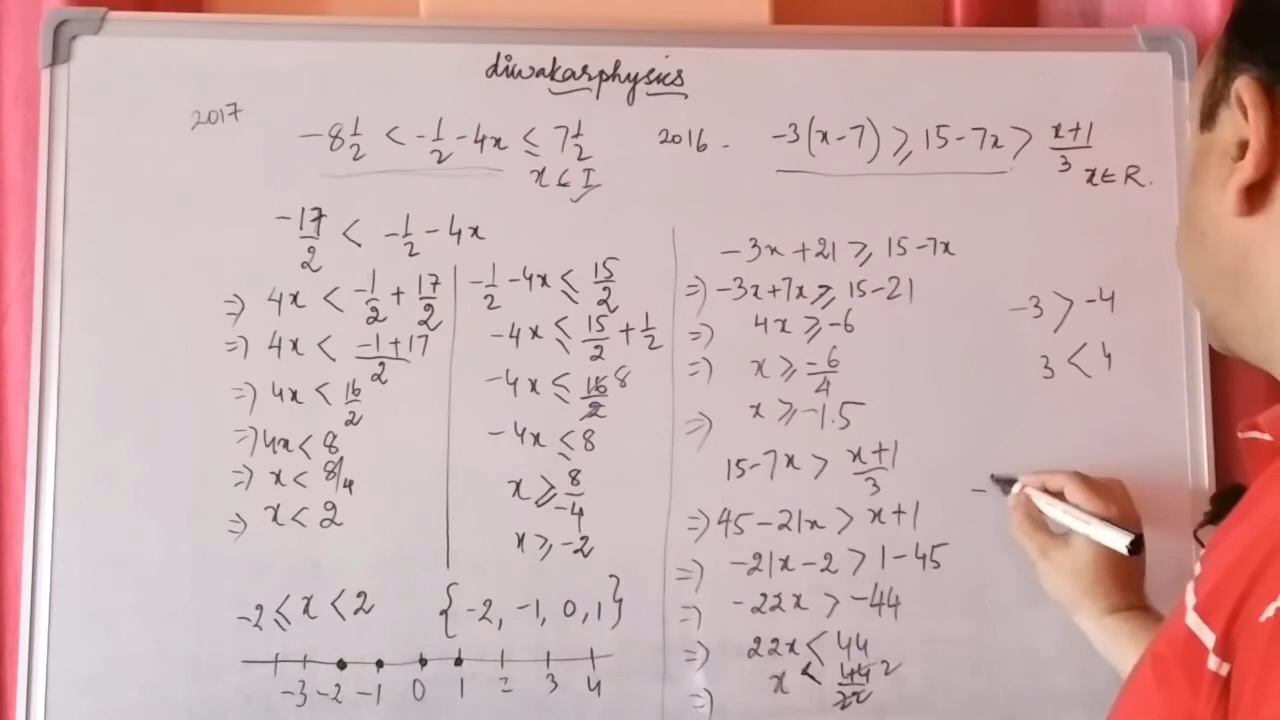 diwakarphysics
2017
-8 1/2 < -1/2 - 4x ≤ 7 1/2
x ∈ I
-17/2 < -1/2 - 4x
⇒ 4x < -1/2 + 17/2
⇒ 4x < (-1+17)/2
⇒ 4x < 16/2
⇒ 4x < 8
⇒ x < 8/4
⇒ x < 2
-1/2 - 4x ≤ 15/2
-4x ≤ 15/2 + 1/2
-4x ≤ 16/2 8
-4x ≤ 8
x ≥ 8/-4
x ≥ -2
-2 ≤ x < 2 {-2, -1, 0, 1}
-3 -2 -1 0 1 2 3 4
2016 - -3(x-7) ≥ 15-7x > (x+1)/3
x ∈ R.
-3x + 21 ≥ 15-7x
⇒ -3x+7x ≥ 15-21
⇒ 4x ≥ -6
⇒ x ≥ -6/4
⇒ x ≥ -1.5
15-7x > (x+1)/3
⇒ 45-21x > x+1
⇒ -21x-2 > 1-45
⇒ -22x > -44
⇒ 22x < 44
⇒ x < 44/22 2
-3 > -4
3 < 4
-